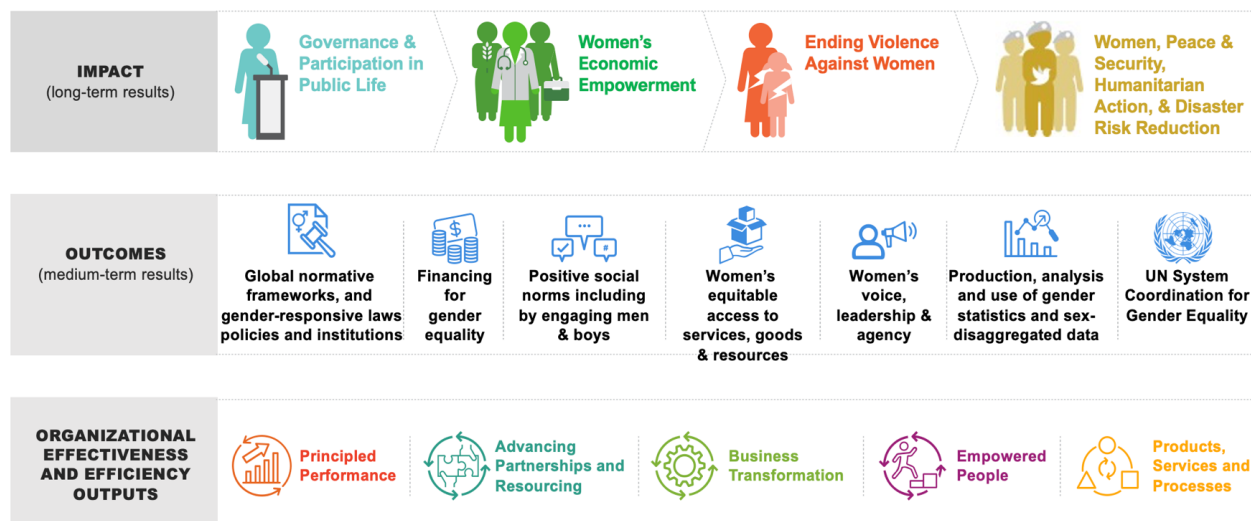 IMPACT
(long-term results)
Governance &
Participation in
Public Life
Women's
Economic
Empowerment
Ending Violence
Against Women
Women, Peace &
Security,
Humanitarian
Action, & Disaster
Risk Reduction
OUTCOMES
(medium-term results)
$
...
#
Global normative
frameworks, and
gender-responsive laws
policies and institutions
Financing
for
gender
equality
Positive social
norms including
by engaging men
& boys
Women's
equitable
access to
services, goods
& resources
Women's
voice,
leadership &
agency
Production, analysis
and use of gender
statistics and sex-
disaggregated data
UN System
Coordination for
Gender Equality
ORGANIZATIONAL
EFFECTIVENESS
AND EFFICIENCY
OUTPUTS
Principled
Performance
Advancing
Partnerships and
Resourcing
Business
Transformation
Empowered
People
Products,
Services and
Processes